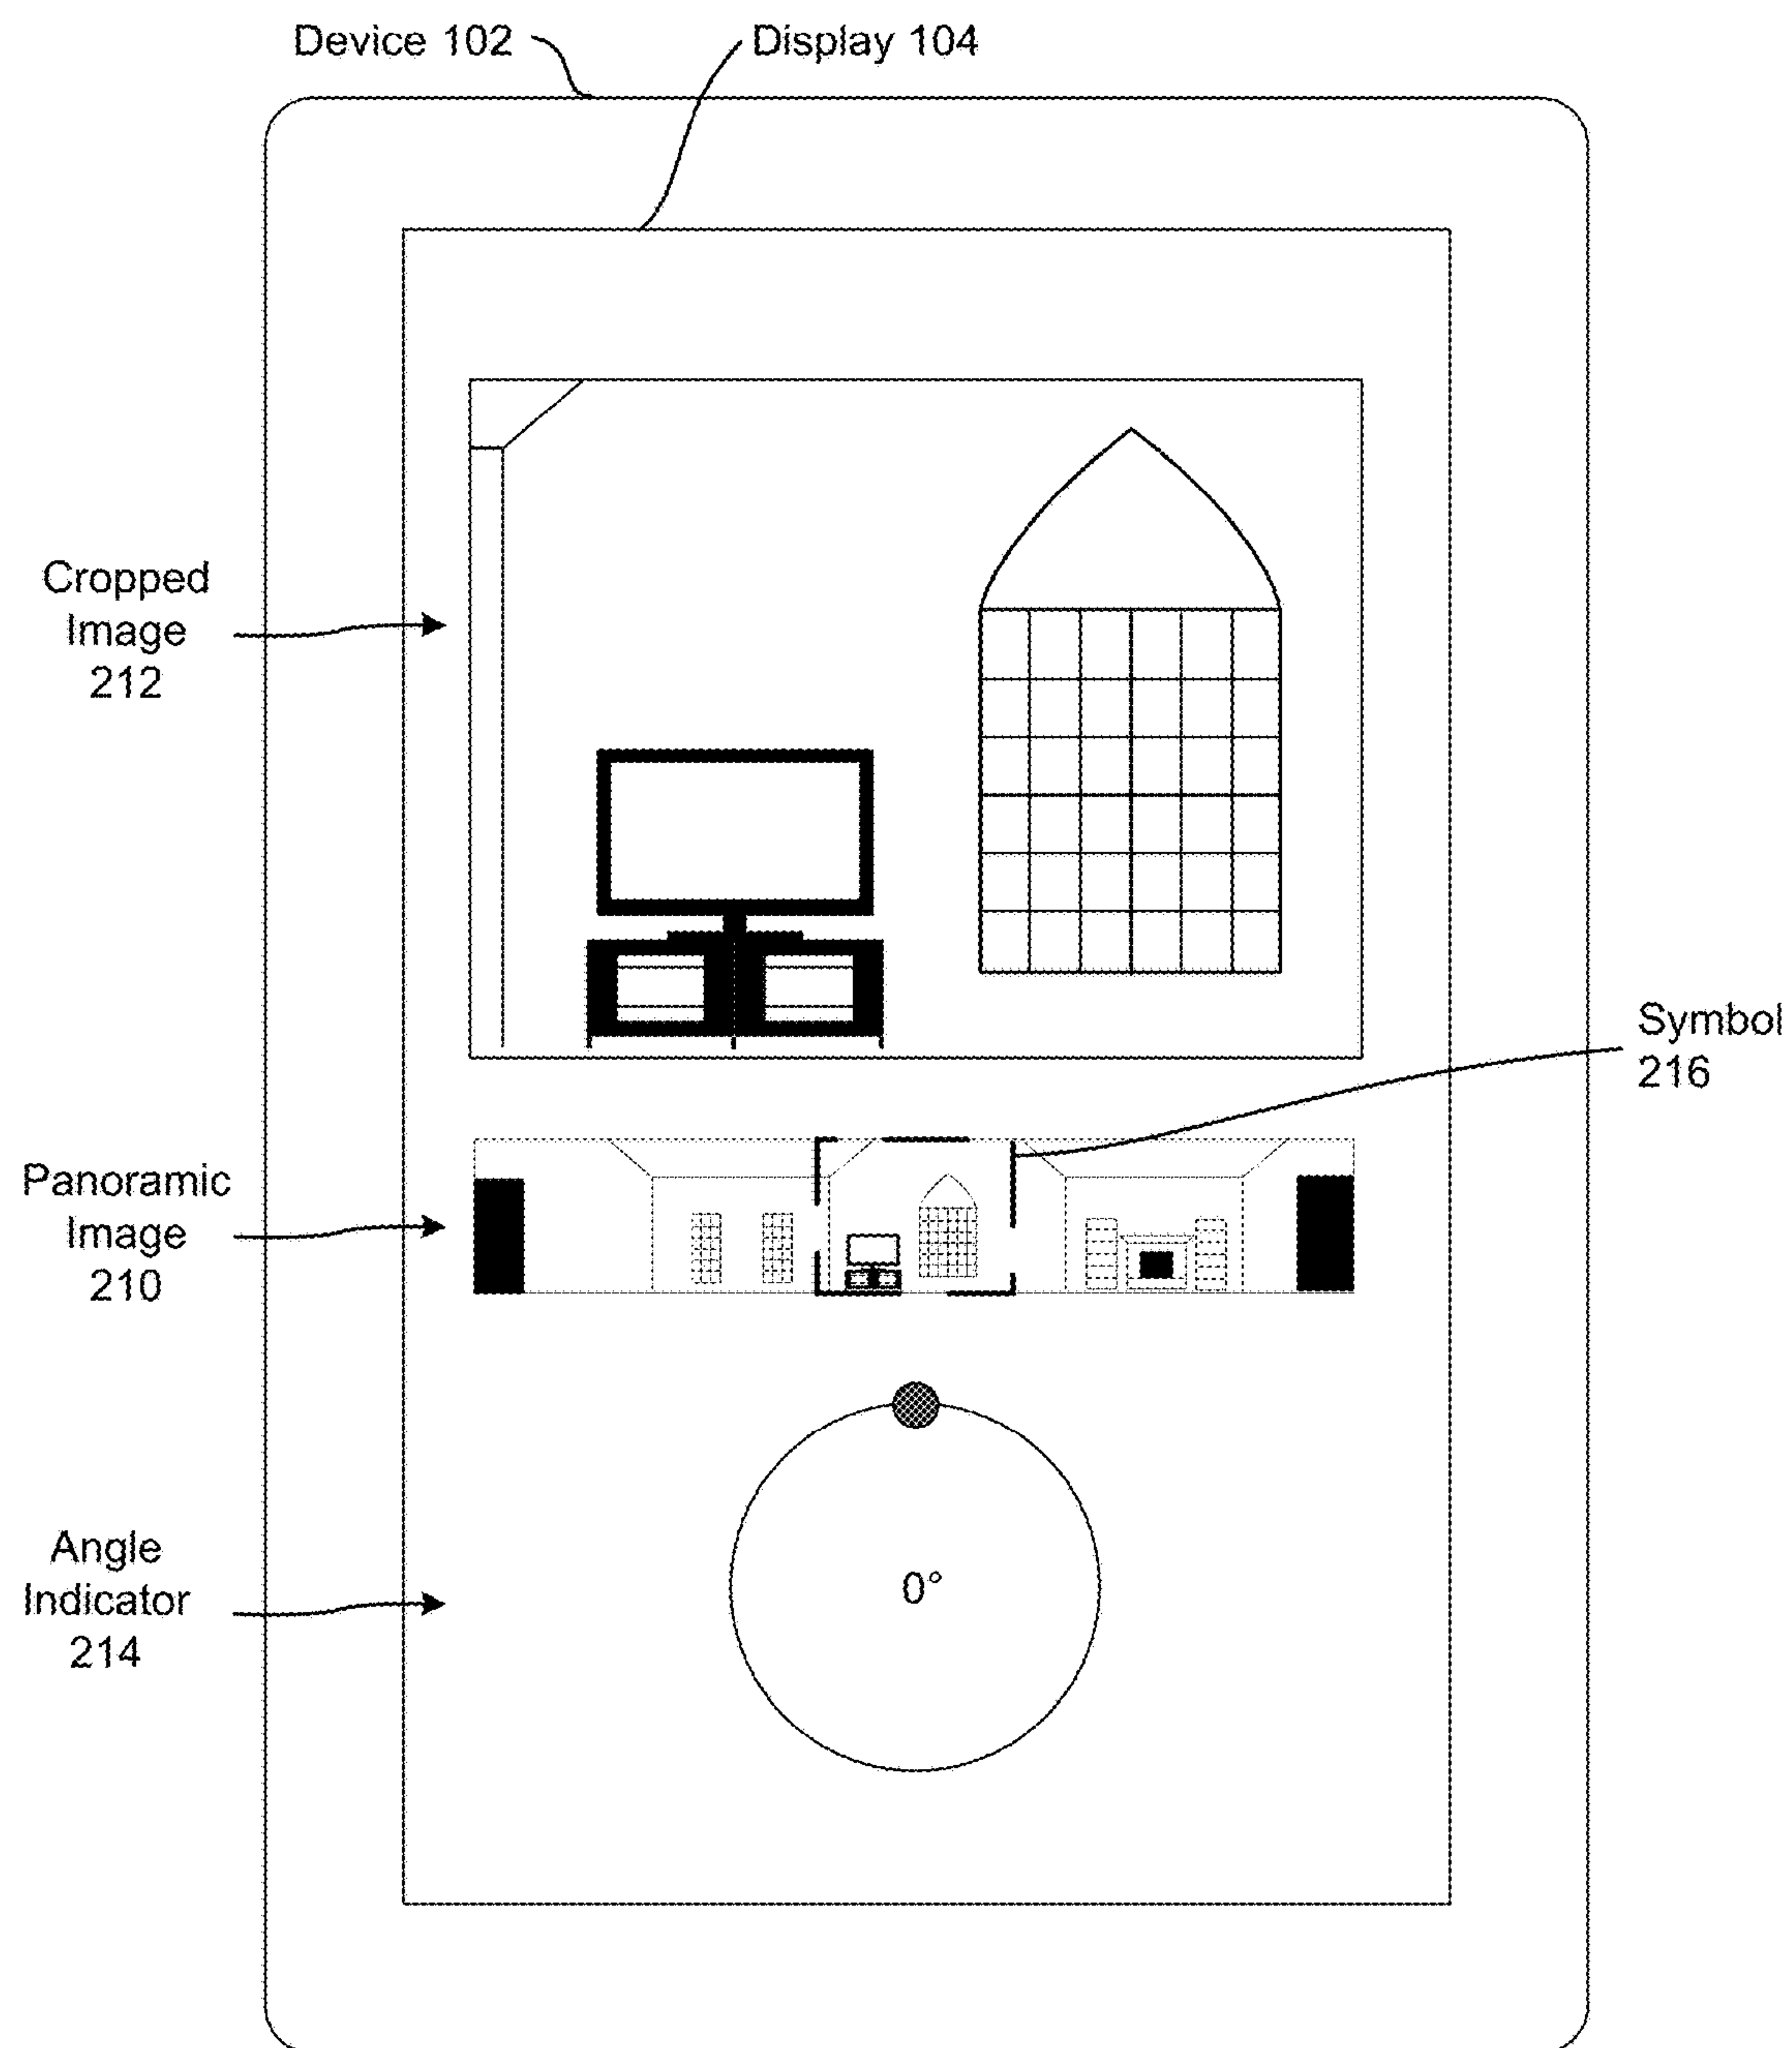 Device 102
Display 104
Cropped
Image
212
Symbol
216
Panoramic
Image
210
Angle
Indicator
214
0°